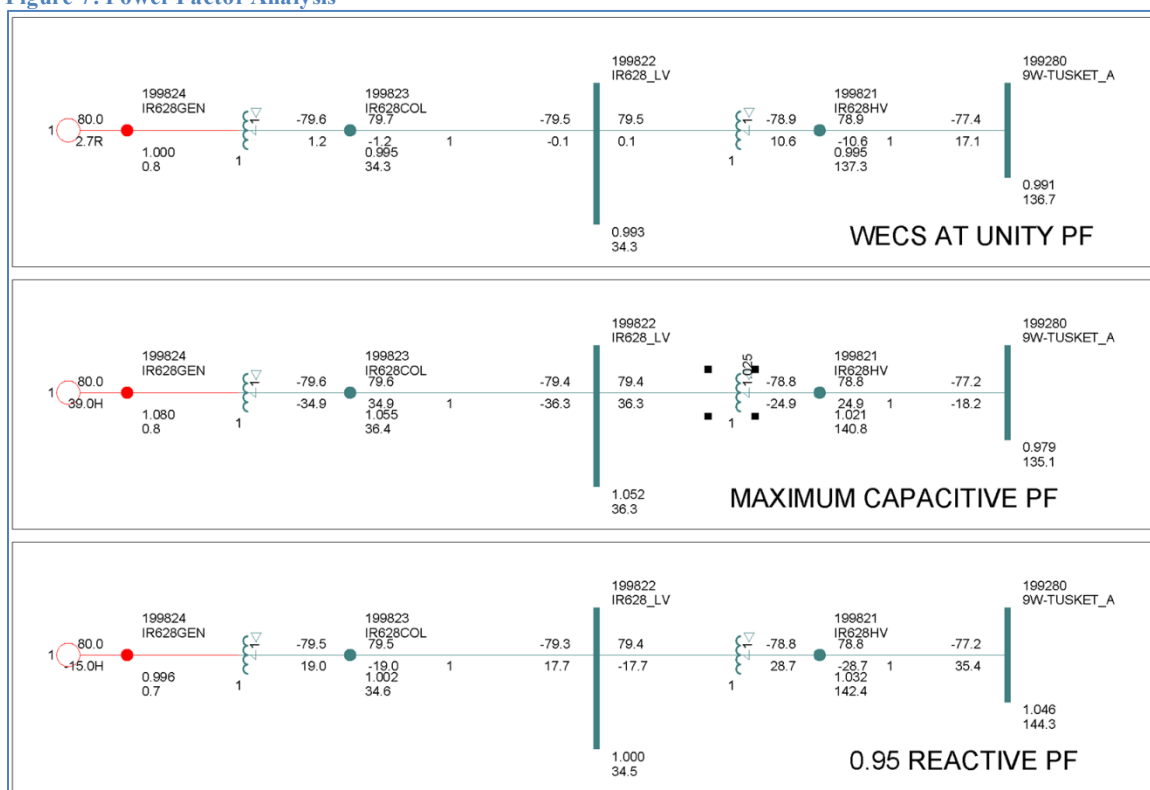 Figure 7: Power Factor Analysis
199824
IR628GEN
199823
IR628COL
199822
IR628_LV
199821
IR628HV
199280
9W-TUSKET_A
1 80.0 -79.6 79.7 -79.5 79.5 1 -78.9 78.9 -77.4
2.7R 1 1.2 -1.2 1 -0.1 0.1 10.6 -10.6 1 17.1
1.000 0.995 0.995
0.8 1 34.3 1 137.3
0.991
136.7
0.993
34.3
WECS AT UNITY PF
199824
IR628GEN
199823
IR628COL
199822
IR628_LV
199821
IR628HV
199280
9W-TUSKET_A
1 80.0 -79.6 79.6 -79.4 79.4 1.025 -78.8 78.8 -77.2
39.0H 1 -34.9 34.9 1 -36.3 36.3 -24.9 24.9 1 -18.2
1.080 1.055 1.021
0.8 1 36.4 1 140.8
0.979
135.1
1.052
36.3
MAXIMUM CAPACITIVE PF
199824
IR628GEN
199823
IR628COL
199822
IR628_LV
199821
IR628HV
199280
9W-TUSKET_A
1 80.0 -79.5 79.5 -79.3 79.4 1 -78.8 78.8 -77.2
-15.0H 1 19.0 -19.0 1 17.7 -17.7 28.7 -28.7 1 35.4
0.996 1.002 1.032
0.7 1 34.6 1 142.4
1.046
144.3
1.000
34.5
0.95 REACTIVE PF